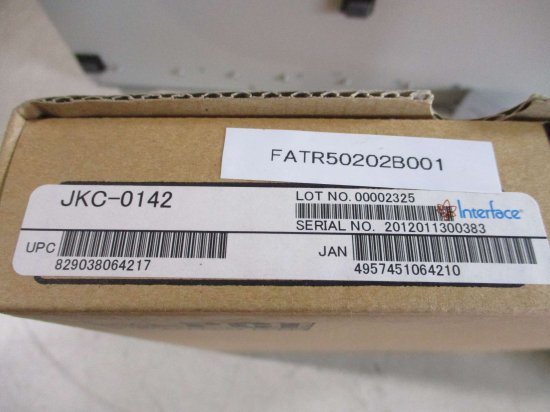 FATR50202B001
JKC-0142
LOT NO. 00002325
Interface
SERIAL NO. 2012011300383
UPC
829038064217
JAN
4957451064210